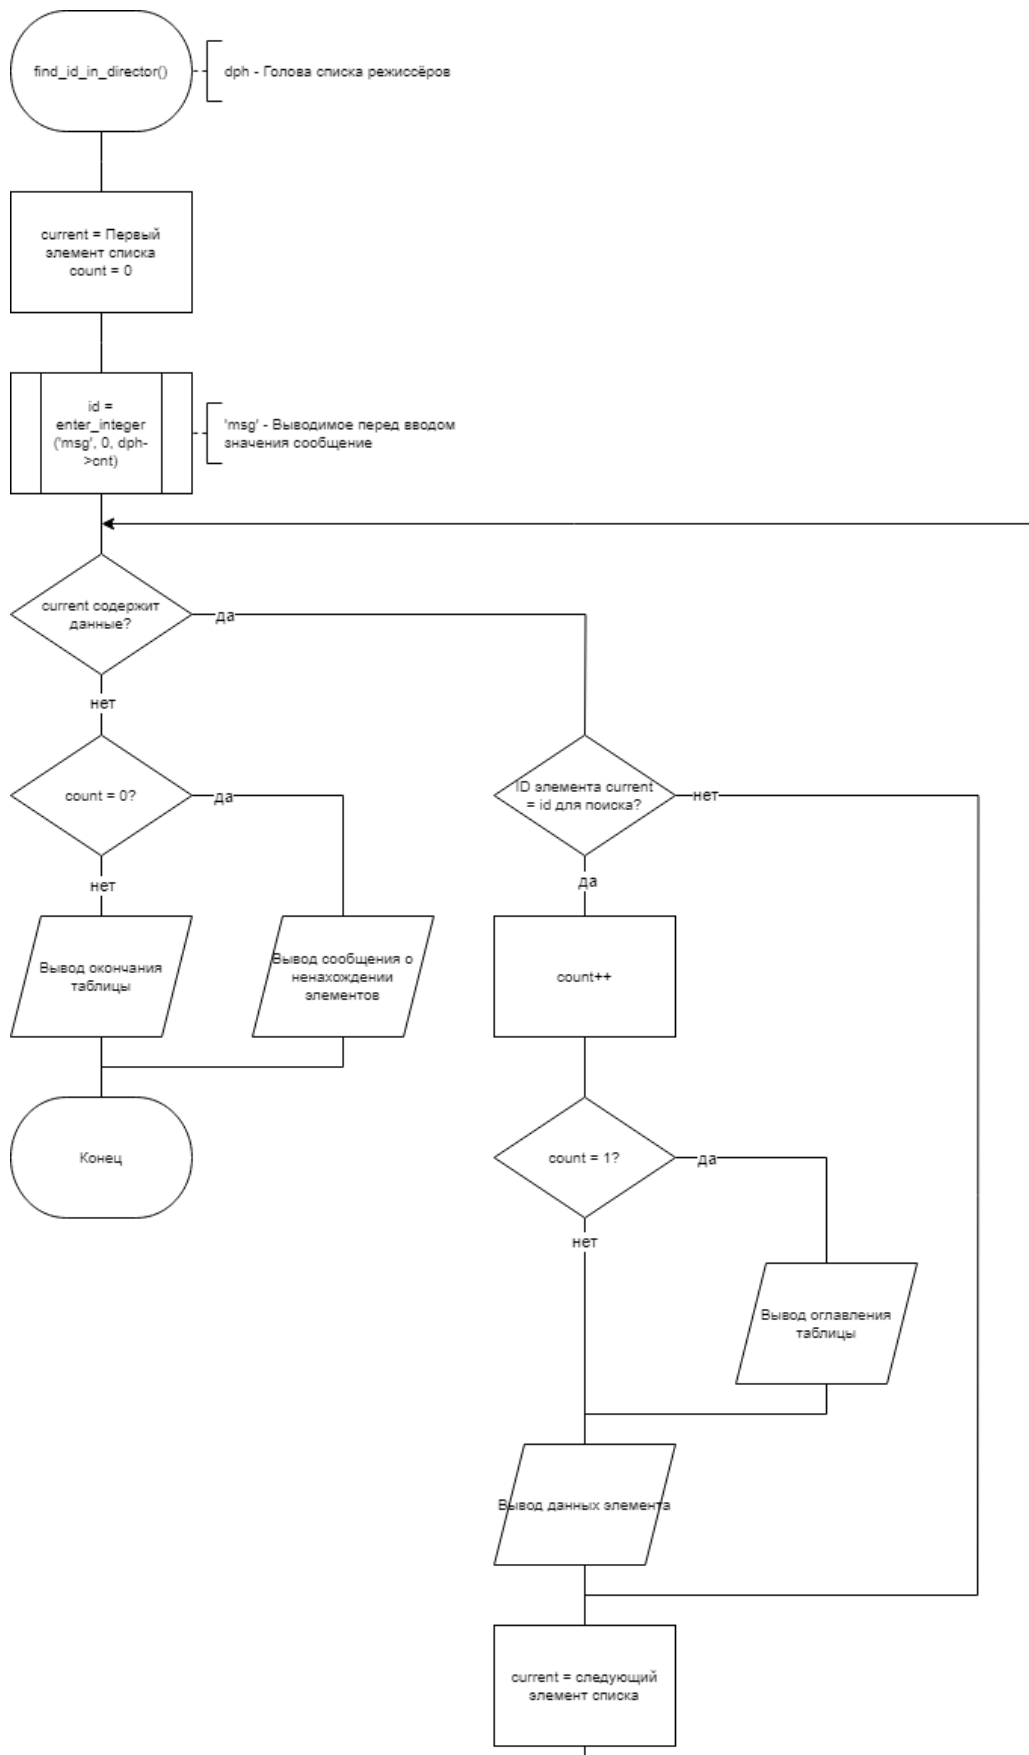 find_id_in_director()
dph - Голова списка режиссёров
current = Первый
элемент списка
count = 0
id =
enter_integer
('msg', 0, dph-
>cnt)
'msg' - Выводимое перед вводом
значения сообщение
current содержит
данные?
да
нет
count = 0?
да
ID элемента current
= id для поиска?
нет
нет
да
Вывод окончания
таблицы
Вывод сообщения о
ненахождении
элементов
count++
Конец
count = 1?
да
нет
Вывод оглавления
таблицы
Вывод данных элемента
current = следующий
элемент списка